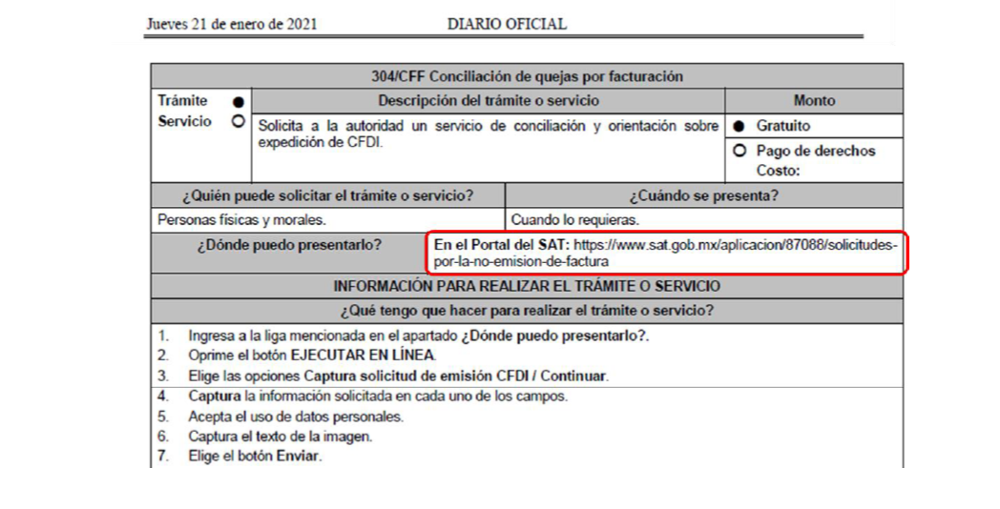 Jueves 21 de enero de 2021 DIARIO OFICIAL
304/CFF Conciliación de quejas por facturación
Trámite ● Descripción del trámite o servicio Monto
Servicio ○ Solicita a la autoridad un servicio de conciliación y orientación sobre ● Gratuito
expedición de CFDI.
○ Pago de derechos
Costo:
¿Quién puede solicitar el trámite o servicio? ¿Cuándo se presenta?
Personas físicas y morales. Cuando lo requieras.
¿Dónde puedo presentarlo? En el Portal del SAT: https://www.sat.gob.mx/aplicacion/87088/solicitudes-
por-la-no-emision-de-factura
INFORMACIÓN PARA REALIZAR EL TRÁMITE O SERVICIO
¿Qué tengo que hacer para realizar el trámite o servicio?
1. Ingresa a la liga mencionada en el apartado ¿Dónde puedo presentarlo?.
2. Oprime el botón EJECUTAR EN LÍNEA.
3. Elige las opciones Captura solicitud de emisión CFDI / Continuar.
4. Captura la información solicitada en cada uno de los campos.
5. Acepta el uso de datos personales.
6. Captura el texto de la imagen.
7. Elige el botón Enviar.